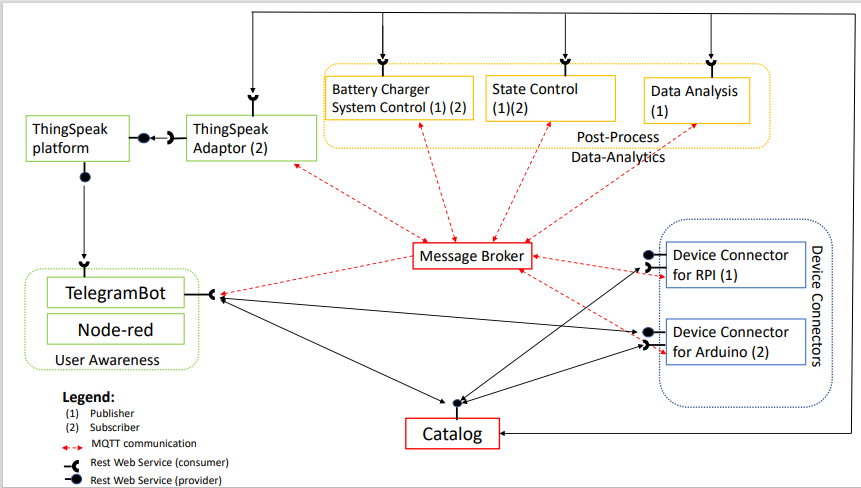 Battery Charger
System Control (1) (2)
State Control
(1)(2)
Data Analysis
(1)
Post-Process
Data-Analytics
ThingSpeak
platform
ThingSpeak
Adaptor (2)
Message Broker
Device Connector
for RPI (1)
Device Connector
for Arduino (2)
Device Connectors
TelegramBot
Node-red
User Awareness
Catalog
Legend:
(1) Publisher
(2) Subscriber
MQTT communication
Rest Web Service (consumer)
Rest Web Service (provider)